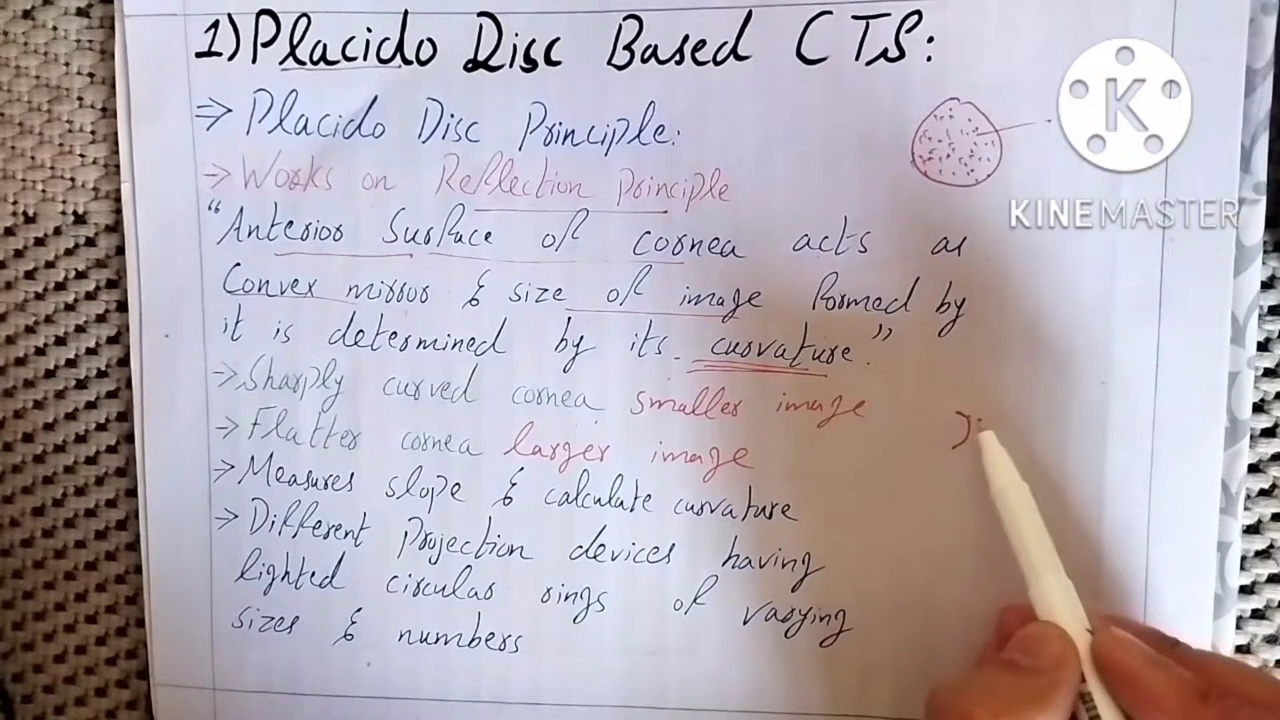 1) Placido Disc Based CTS:
⇒ Placido Disc Principle:
→ Works on Reflection Principle
"Anterior Surface of cornea acts as
Convex mirror & size of image formed by
it is determined by its curvature."
→ Sharply curved cornea smaller image
→ Flatter cornea larger image
→ Measures slope & calculate curvature
→ Different Projection devices having
lighted circular rings of varying
sizes & numbers
K
KINEMASTER